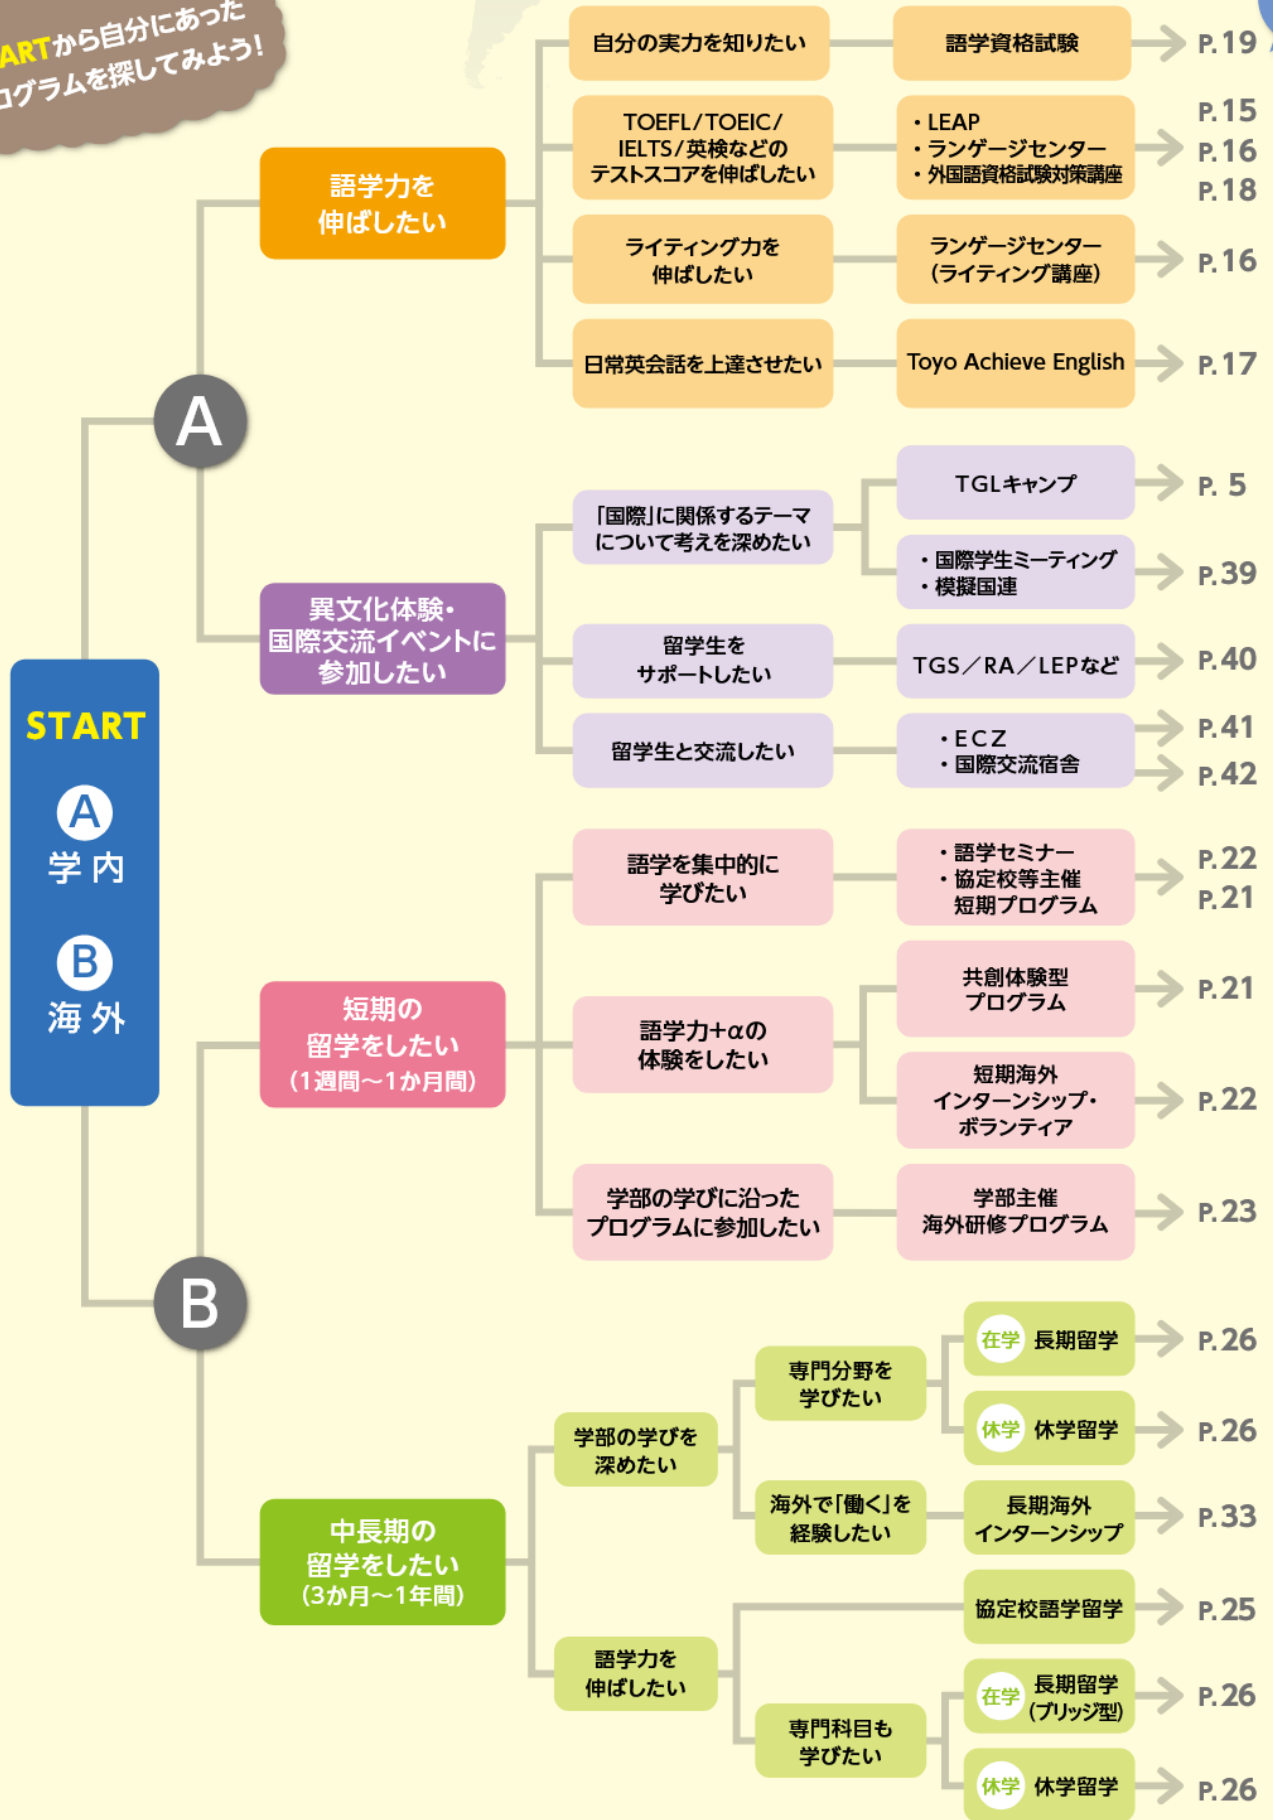 ARTから自分にあった
ログラムを探してみよう!
START
A
学内
B
海外
A
語学力を
伸ばしたい
自分の実力を知りたい
語学資格試験
P.19
TOEFL/TOEIC/
IELTS/英検などの
テストスコアを伸ばしたい
・LEAP
・ランゲージセンター
・外国語資格試験対策講座
P.15
P.16
P.18
ライティング力を
伸ばしたい
ランゲージセンター
(ライティング講座)
P.16
日常英会話を上達させたい
Toyo Achieve English
P.17
異文化体験・
国際交流イベントに
参加したい
「国際」に関係するテーマ
について考えを深めたい
TGLキャンプ
P. 5
・国際学生ミーティング
・模擬国連
P.39
留学生を
サポートしたい
TGS/RA/LEPなど
P.40
留学生と交流したい
・ECZ
・国際交流宿舎
P.41
P.42
B
短期の
留学をしたい
(1週間~1か月間)
語学を集中的に
学びたい
・語学セミナー
・協定校等主催
短期プログラム
P.22
P.21
語学力+αの
体験をしたい
共創体験型
プログラム
P.21
短期海外
インターンシップ・
ボランティア
P.22
学部の学びに沿った
プログラムに参加したい
学部主催
海外研修プログラム
P.23
中長期の
留学をしたい
(3か月~1年間)
学部の学びを
深めたい
専門分野を
学びたい
在学 長期留学
P.26
休学 休学留学
P.26
海外で「働く」を
経験したい
長期海外
インターンシップ
P.33
語学力を
伸ばしたい
協定校語学留学
P.25
専門科目も
学びたい
在学 長期留学
(ブリッジ型)
P.26
休学 休学留学
P.26